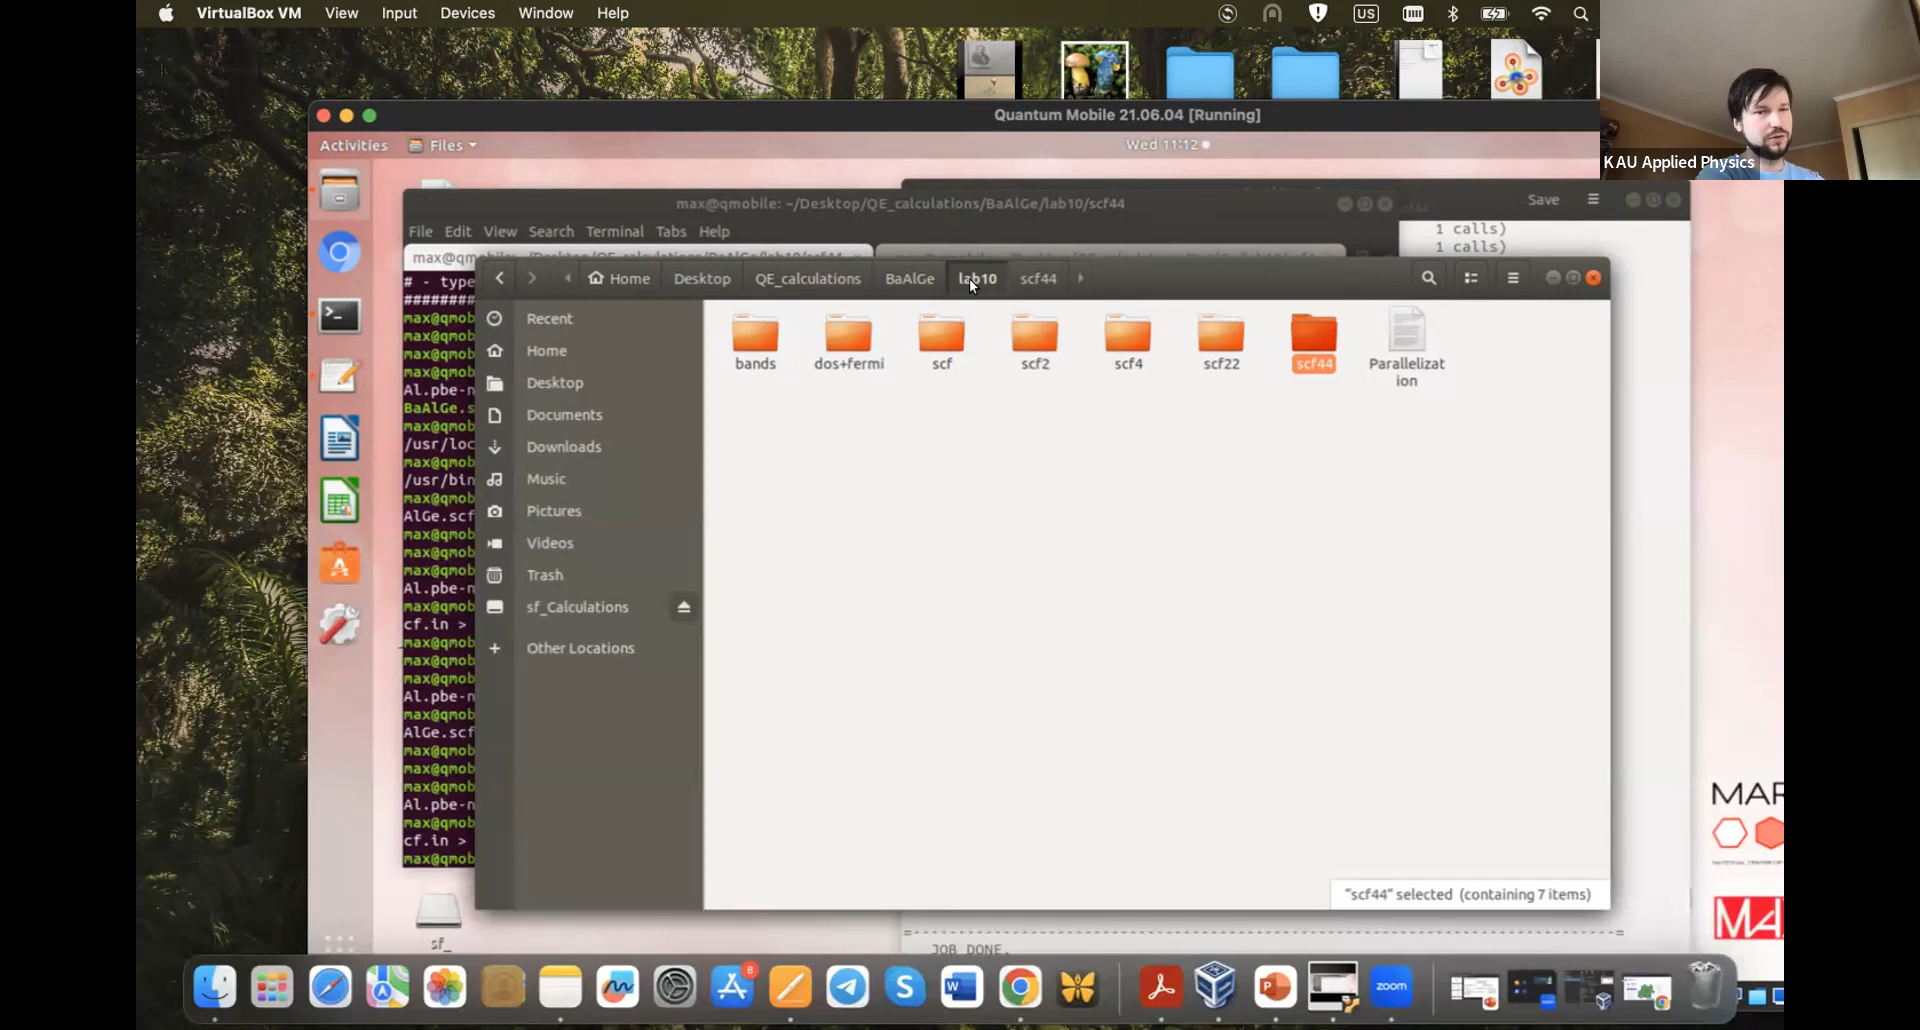 VirtualBox VM View Input Devices Window Help
US
KAU Applied Physics
Quantum Mobile 21.06.04 [Running]
Activities Files Wed 11:12
max@qmobile: ~/Desktop/QE_calculations/BaAlGe/lab10/scf44
Save
File Edit View Search Terminal Tabs Help
1 calls)
1 calls)
Home Desktop QE_calculations BaAlGe lab10 scf44
# - type
#########
max@qmob
max@qmob
max@qmob
max@qmob
Al.pbe-n
BaAlGe.s
max@qmob
/usr/loc
max@qmob
/usr/bin
max@qmob
AlGe.scf
max@qmob
max@qmob
max@qmob
Al.pbe-n
max@qmob
cf.in >
max@qmob
max@qmob
max@qmob
Al.pbe-n
max@qmob
AlGe.scf
max@qmob
max@qmob
max@qmob
Al.pbe-n
max@qmob
cf.in >
max@qmob
Recent
Home
Desktop
Documents
Downloads
Music
Pictures
Videos
Trash
sf_Calculations
Other Locations
bands
dos+fermi
scf
scf2
scf4
scf22
scf44
Parallelizat
ion
"scf44" selected (containing 7 items)
JOB DONE.
sf_
MAR
MA
8
W
P
zoom